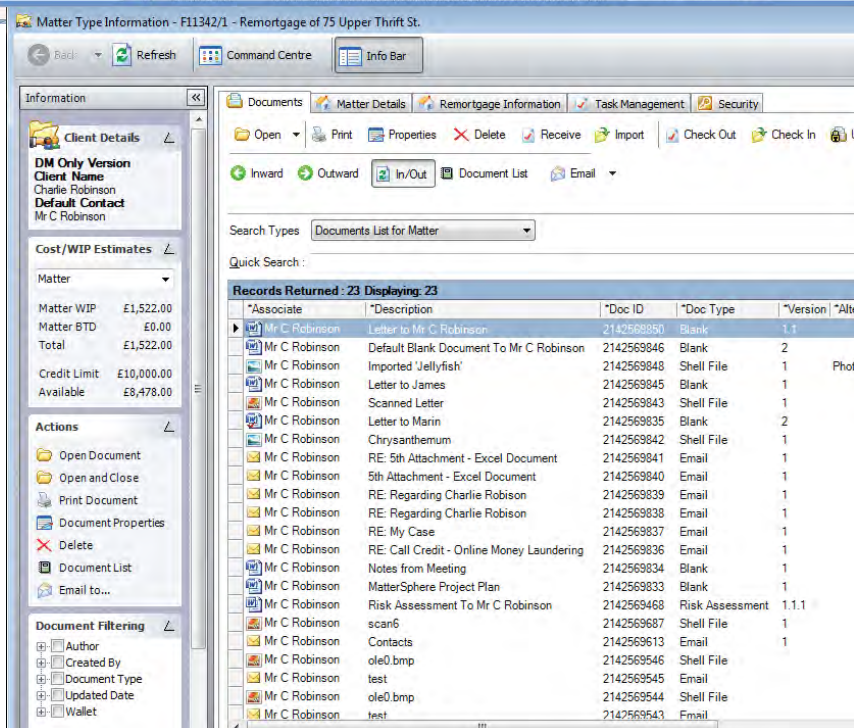 Matter Type Information - F11342/1 - Remortgage of 75 Upper Thrift St.
Back Refresh Command Centre Info Bar
Information
Client Details
DM Only Version
Client Name
Charlie Robinson
Default Contact
Mr C Robinson
Cost/WIP Estimates
Matter
Matter WIP £1,522.00
Matter BTD £0.00
Total £1,522.00
Credit Limit £10,000.00
Available £8,478.00
Actions
Open Document
Open and Close
Print Document
Document Properties
Delete
Document List
Email to...
Document Filtering
Author
Created By
Document Type
Updated Date
Wallet
Documents Matter Details Remortgage Information Task Management Security
Open Print Properties Delete Receive Import Check Out Check In
Inward Outward In/Out Document List Email
Search Types Documents List for Matter
Quick Search :
Records Returned : 23 Displaying: 23
*Associate *Description *Doc ID *Doc Type *Version
Mr C Robinson Letter to Mr C Robinson 2142569850 Blank 1.1
Mr C Robinson Default Blank Document To Mr C Robinson 2142569846 Blank 2
Mr C Robinson Imported 'Jellyfish' 2142569848 Shell File 1
Mr C Robinson Letter to James 2142569845 Blank 1
Mr C Robinson Scanned Letter 2142569843 Shell File 1
Mr C Robinson Letter to Marin 2142569835 Blank 2
Mr C Robinson Chrysanthemum 2142569842 Shell File 1
Mr C Robinson RE: 5th Attachment - Excel Document 2142569841 Email 1
Mr C Robinson 5th Attachment - Excel Document 2142569840 Email 1
Mr C Robinson RE: Regarding Charlie Robison 2142569839 Email 1
Mr C Robinson RE: Regarding Charlie Robison 2142569838 Email 1
Mr C Robinson RE: My Case 2142569837 Email 1
Mr C Robinson RE: Call Credit - Online Money Laundering 2142569836 Email 1
Mr C Robinson Notes from Meeting 2142569834 Blank 1
Mr C Robinson MatterSphere Project Plan 2142569833 Blank 1
Mr C Robinson Risk Assessment To Mr C Robinson 2142569468 Risk Assessment 1.1.1
Mr C Robinson scan6 2142569687 Shell File 1
Mr C Robinson Contacts 2142569613 Email 1
Mr C Robinson ole0.bmp 2142569546 Shell File
Mr C Robinson test 2142569545 Email
Mr C Robinson ole0.bmp 2142569544 Shell File
Mr C Robinson test 2142569543 Email